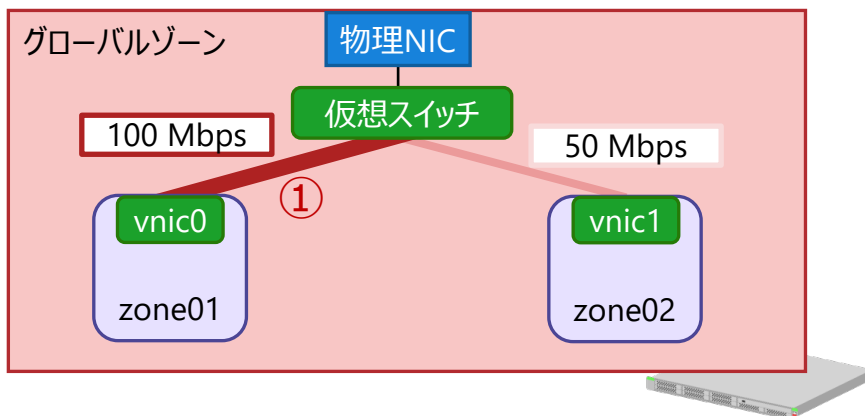 グローバルゾーン
物理NIC
仮想スイッチ
100 Mbps
50 Mbps
①
vnic0
vnic1
zone01
zone02